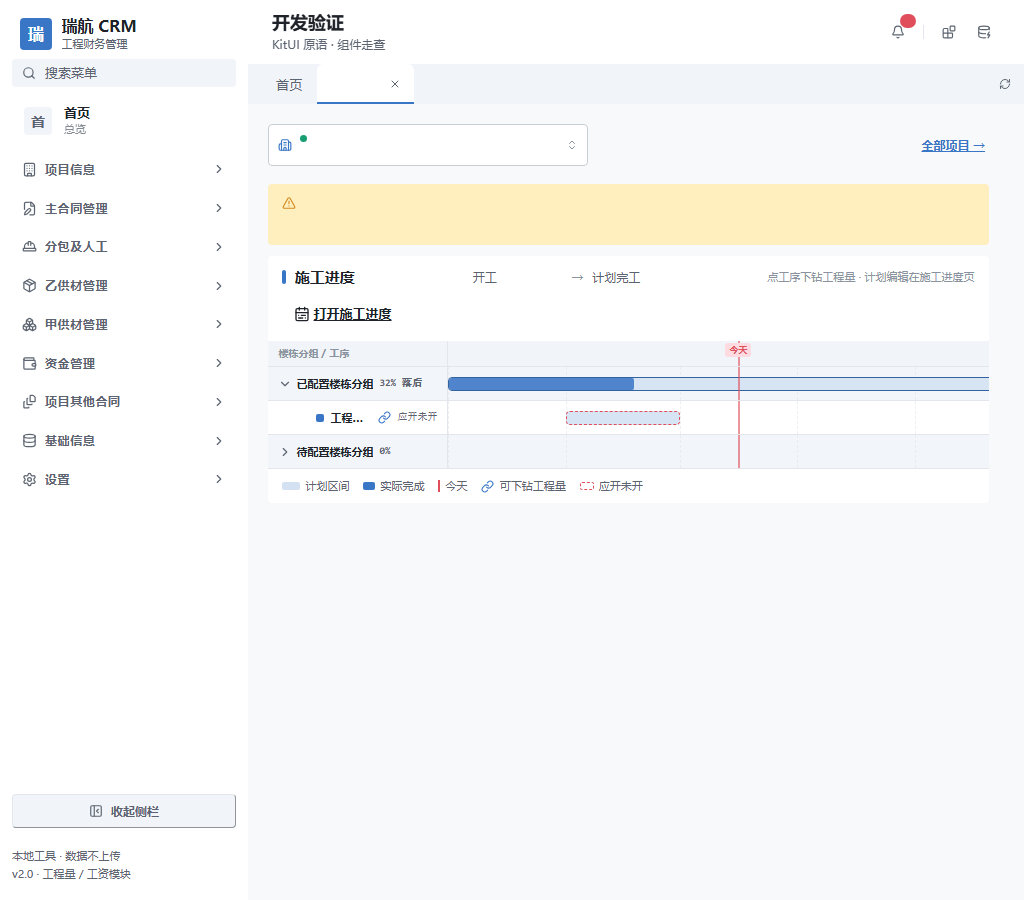 瑞
瑞航 CRM
工程财务管理
搜索菜单
首
首页
总览
项目信息
主合同管理
分包及人工
乙供材管理
甲供材管理
资金管理
项目其他合同
基础信息
设置
收起侧栏
本地工具 · 数据不上传
v2.0 · 工程量 / 工资模块
开发验证
KitUI 原语 · 组件走查
首页
全部项目 →
施工进度 开工 → 计划完工 点工序下钻工程量 · 计划编辑在施工进度页
打开施工进度
楼栋分组 / 工序 今天
已配置楼栋分组 32% 落后
工程... 应开未开
待配置楼栋分组 0%
计划区间 实际完成 今天 可下钻工程量 应开未开